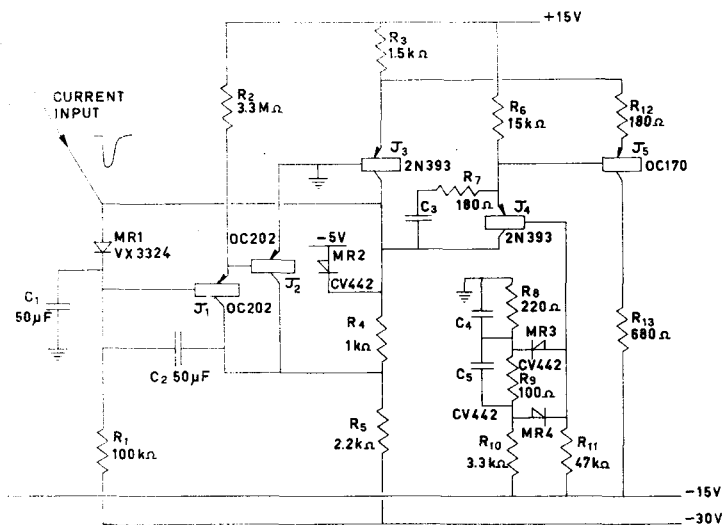 +15V
R3
1.5kΩ
CURRENT
INPUT
R2
3.3MΩ
R6
15kΩ
R12
180Ω
J3
2N393
J5
OC170
R7
180Ω
C3
J4
2N393
MR1
VX3324
OC202
J2
-5V
MR2
CV442
C1
50µF
J1
OC202
R8
220Ω
C4
R13
680Ω
R4
1kΩ
MR3
CV442
C5
R9
100Ω
C2 50µF
CV442
MR4
R5
2.2kΩ
R1
100kΩ
R10
3.3kΩ
R11
47kΩ
-15V
-30V